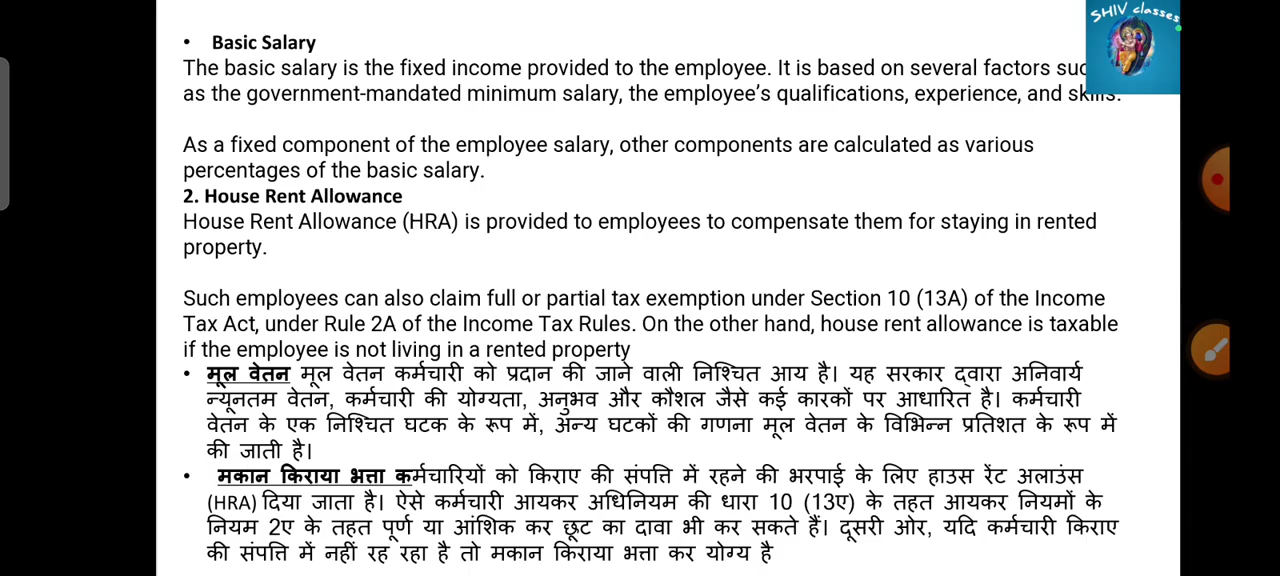 SHIV classes
• Basic Salary
The basic salary is the fixed income provided to the employee. It is based on several factors
as the government-mandated minimum salary, the employee's qualifications, experience, and skills.
As a fixed component of the employee salary, other components are calculated as various
percentages of the basic salary.
2. House Rent Allowance
House Rent Allowance (HRA) is provided to employees to compensate them for staying in rented
property.
Such employees can also claim full or partial tax exemption under Section 10 (13A) of the Income
Tax Act, under Rule 2A of the Income Tax Rules. On the other hand, house rent allowance is taxable
if the employee is not living in a rented property
• मूल वेतन मूल वेतन कर्मचारी को प्रदान की जाने वाली निश्चित आय है। यह सरकार द्वारा अनिवार्य
न्यूनतम वेतन, कर्मचारी की योग्यता, अनुभव और कौशल जैसे कई कारकों पर आधारित है। कर्मचारी
वेतन के एक निश्चित घटक के रूप में, अन्य घटकों की गणना मूल वेतन के विभिन्न प्रतिशत के रूप में
की जाती है।
• मकान किराया भत्ता कर्मचारियों को किराए की संपत्ति में रहने की भरपाई के लिए हाउस रेंट अलाउंस
(HRA) दिया जाता है। ऐसे कर्मचारी आयकर अधिनियम की धारा 10 (13ए) के तहत आयकर नियमों के
नियम 2ए के तहत पूर्ण या आंशिक कर छूट का दावा भी कर सकते हैं। दूसरी ओर, यदि कर्मचारी किराए
की संपत्ति में नहीं रह रहा है तो मकान किराया भत्ता कर योग्य है